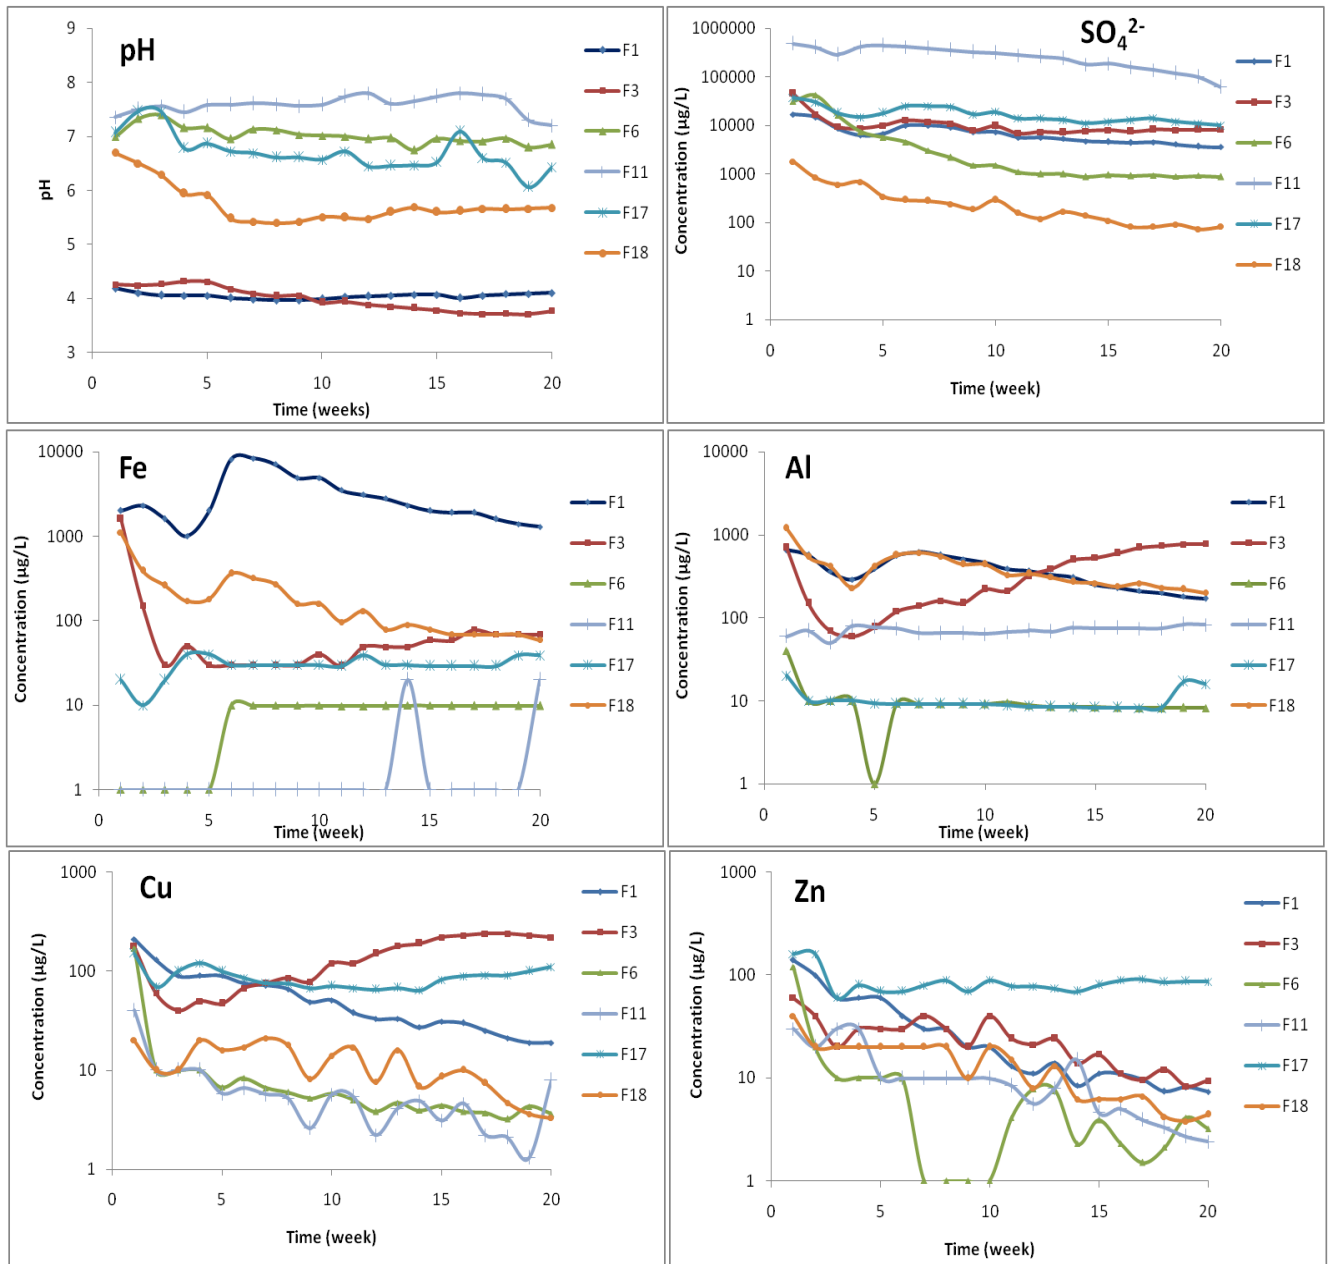 pH
9
8
7
6
5
4
3
pH
0
5
10
15
20
Time (weeks)
F1
F3
F6
F11
F17
F18
SO₄²⁻
1000000
100000
10000
1000
100
10
1
Concentration (µg/L)
0
5
10
15
20
Time (week)
F1
F3
F6
F11
F17
F18
Fe
10000
1000
100
10
1
Concentration (µg/L)
0
5
10
15
20
Time (week)
F1
F3
F6
F11
F17
F18
Al
10000
1000
100
10
1
Concentration (µg/L)
0
5
10
15
20
Time (week)
F1
F3
F6
F11
F17
F18
Cu
1000
100
10
1
Concentration (µg/L)
0
5
10
15
20
Time (week)
F1
F3
F6
F11
F17
F18
Zn
1000
100
10
1
Concentration (µg/L)
0
5
10
15
20
Time (week)
F1
F3
F6
F11
F17
F18